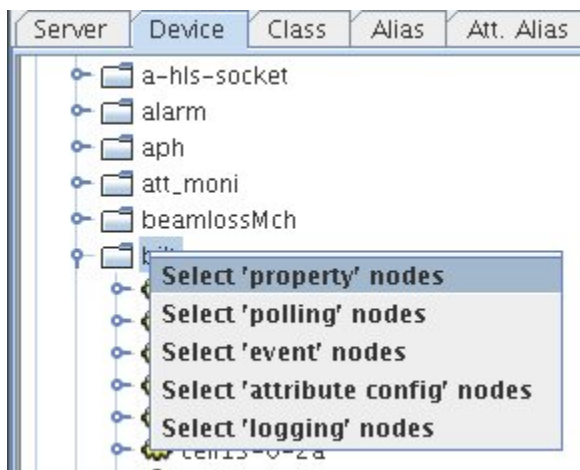 Server Device Class Alias Att. Alias
a-hls-socket
alarm
aph
att_moni
beamlossMch
Select 'property' nodes
Select 'polling' nodes
Select 'event' nodes
Select 'attribute config' nodes
Select 'logging' nodes